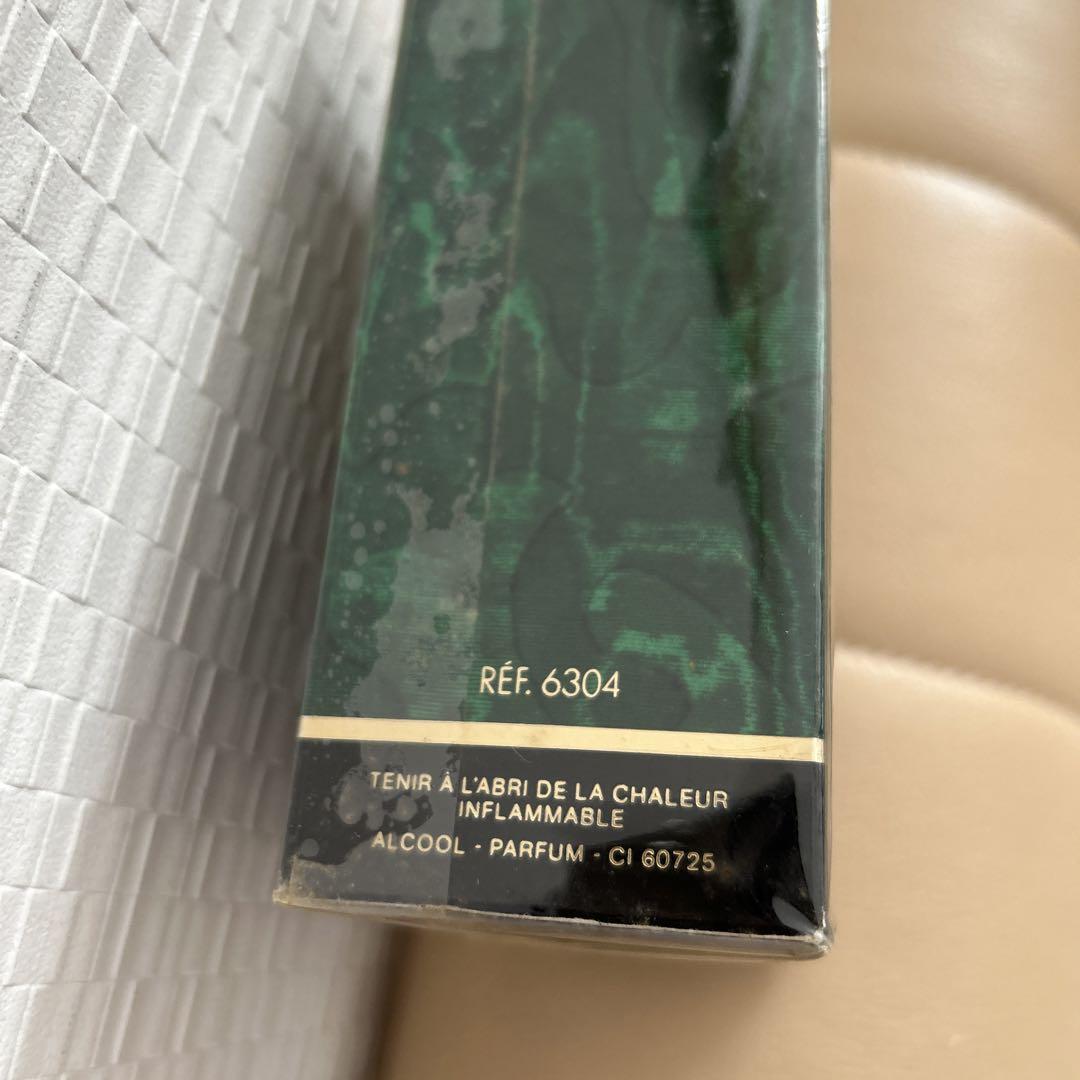 RÉF. 6304
TENIR À L'ABRI DE LA CHALEUR
INFLAMMABLE
ALCOOL - PARFUM - CI 60725